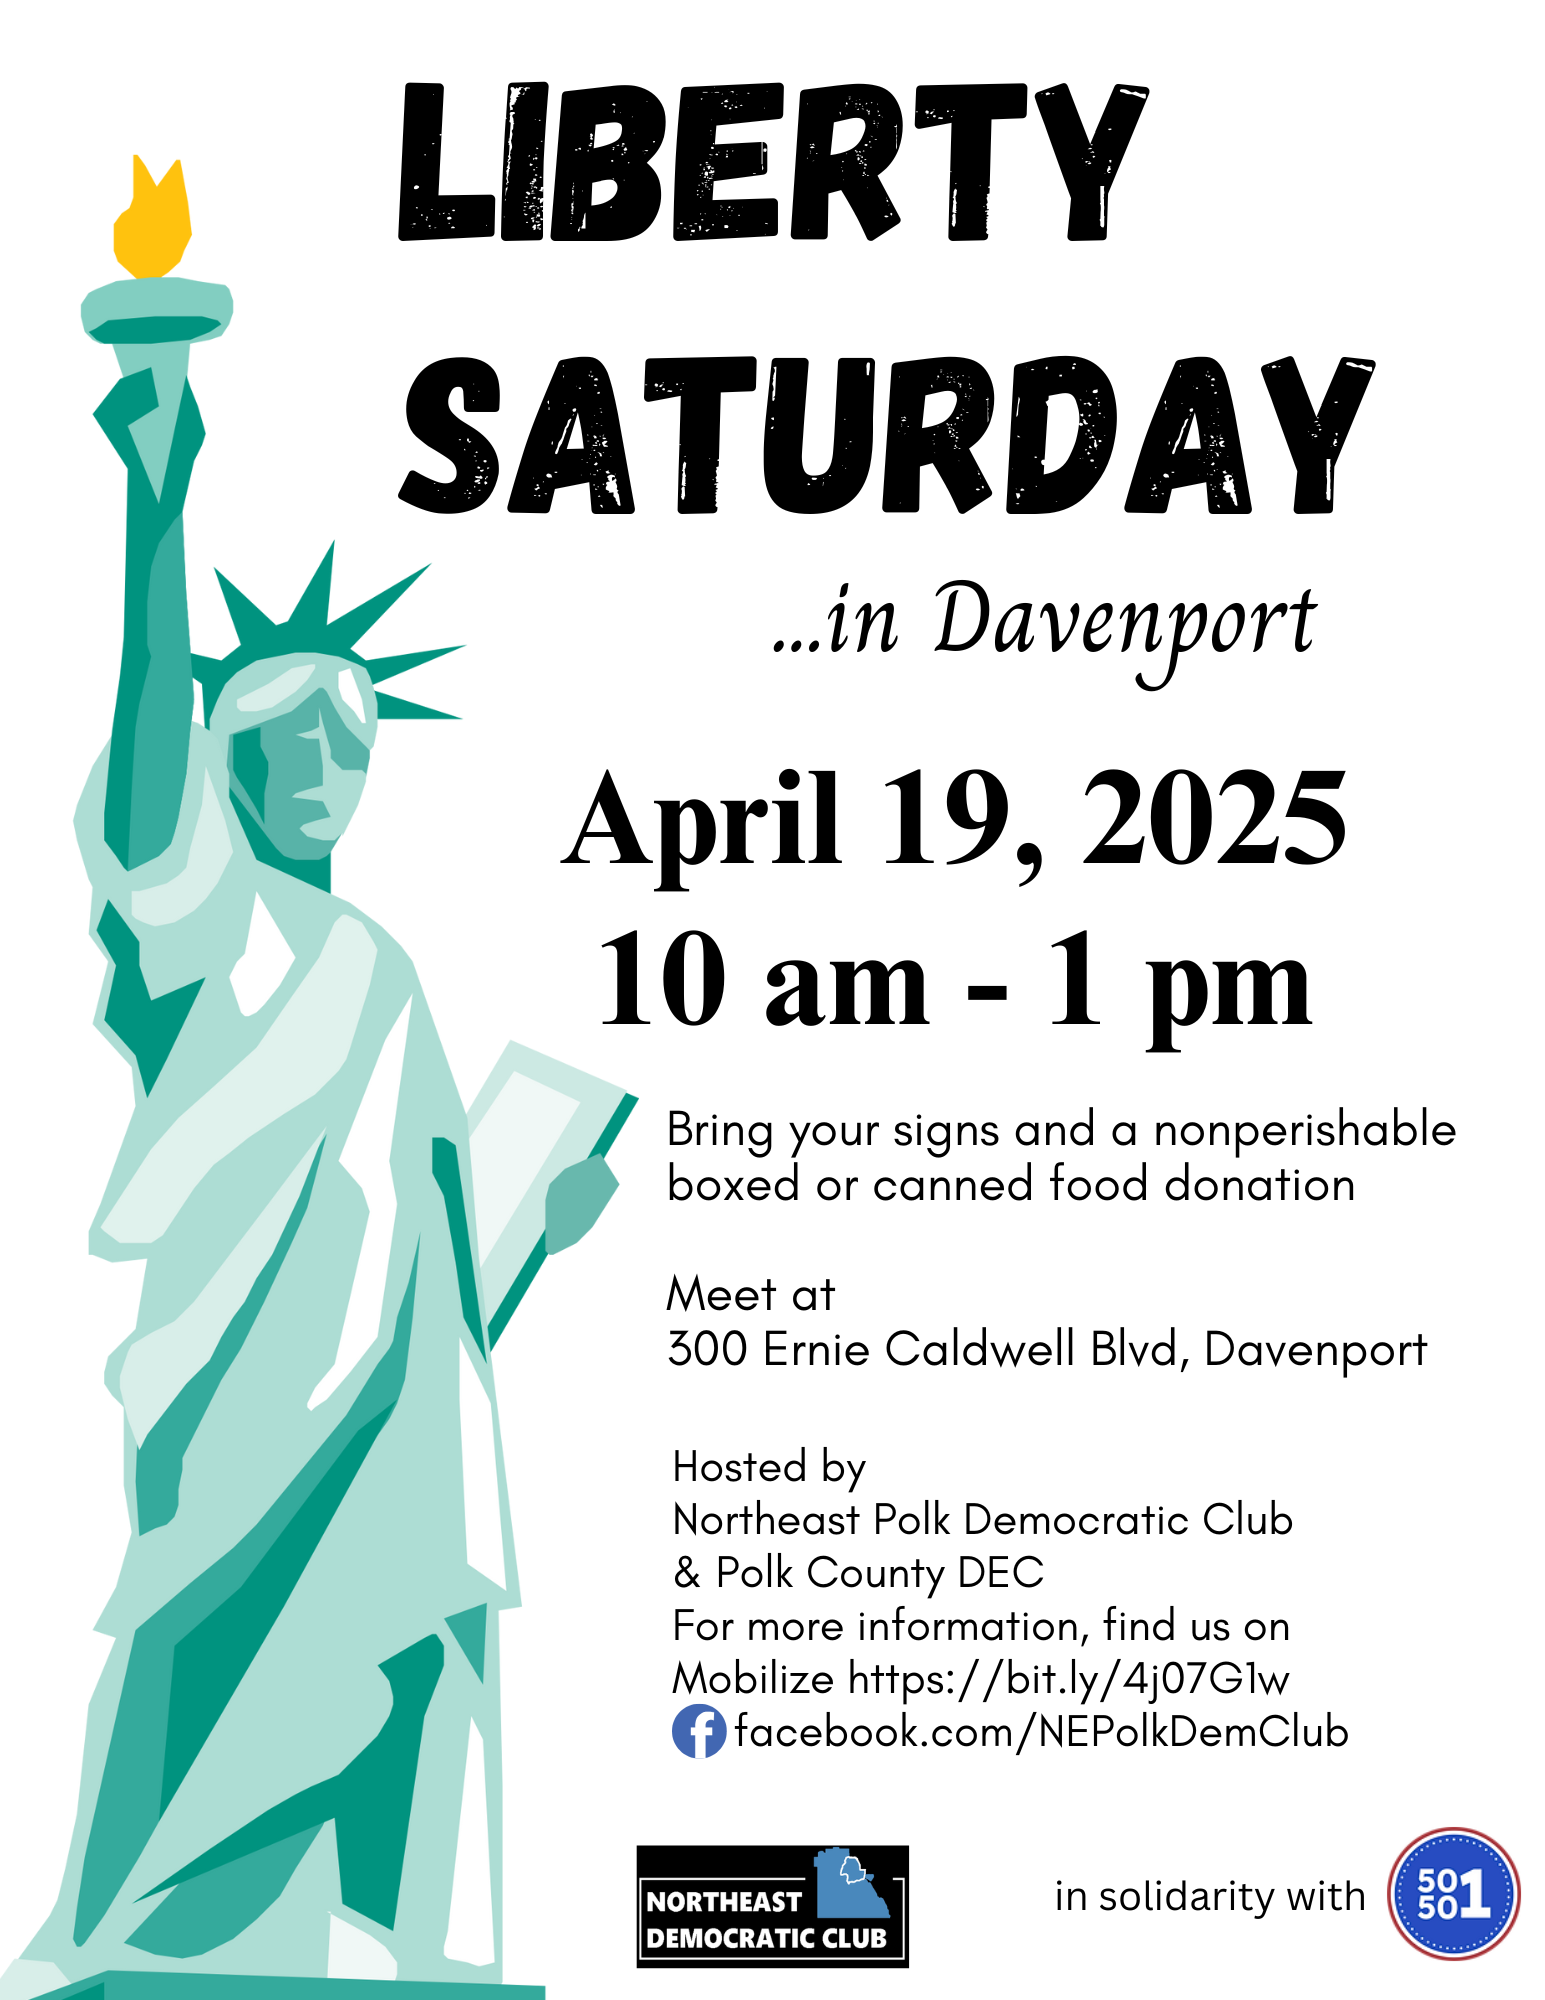 LIBERTY
SATURDAY
...in Davenport
April 19, 2025
10 am - 1 pm
Bring your signs and a nonperishable
boxed or canned food donation
Meet at
300 Ernie Caldwell Blvd, Davenport
Hosted by
Northeast Polk Democratic Club
& Polk County DEC
For more information, find us on
Mobilize https://bit.ly/4j07G1w
facebook.com/NEPolkDemClub
NORTHEAST
DEMOCRATIC CLUB
in solidarity with
50
50
1